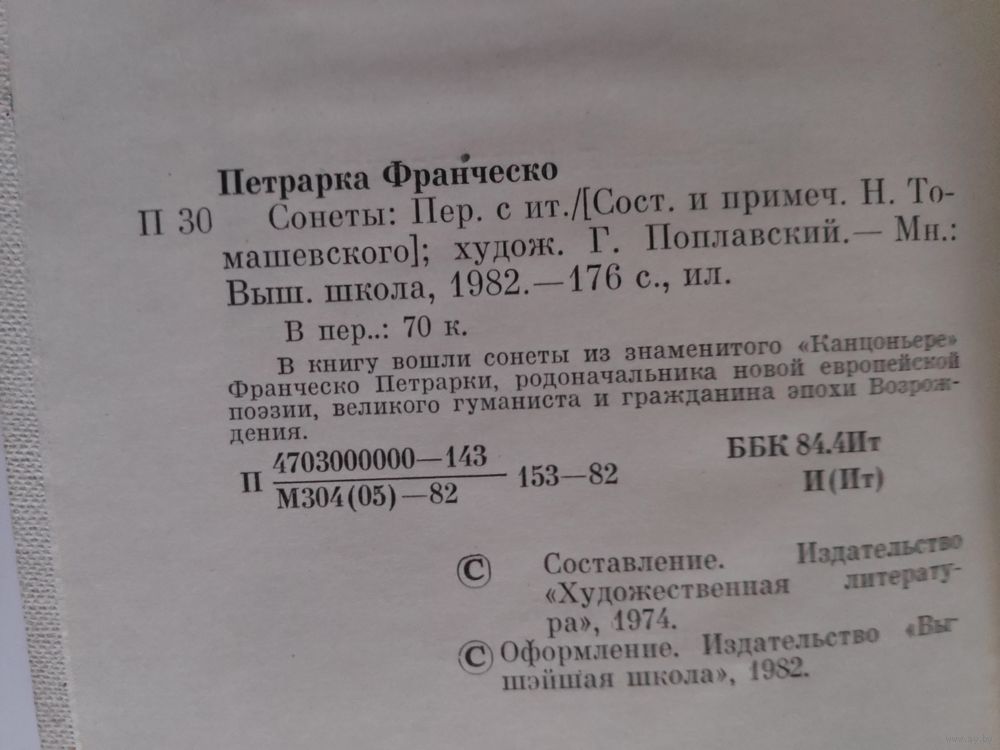 Петрарка Франческо
П 30 Сонеты: Пер. с ит./[Сост. и примеч. Н. То-
машевского]; худож. Г. Поплавский.— Мн.:
Выш. школа, 1982.—176 с., ил.
В пер..: 70 к.
В книгу вошли сонеты из знаменитого «Канцоньере»
Франческо Петрарки, родоначальника новой европейской
поэзии, великого гуманиста и гражданина эпохи Возрож-
дения.
П 4703000000—143 153—82
М304(05)—82
ББК 84.4Ит
И(Ит)
© Составление. Издательство
«Художественная литерату-
ра», 1974.
© Оформление. Издательство «Вы-
шэйшая школа», 1982.
www.ay.by